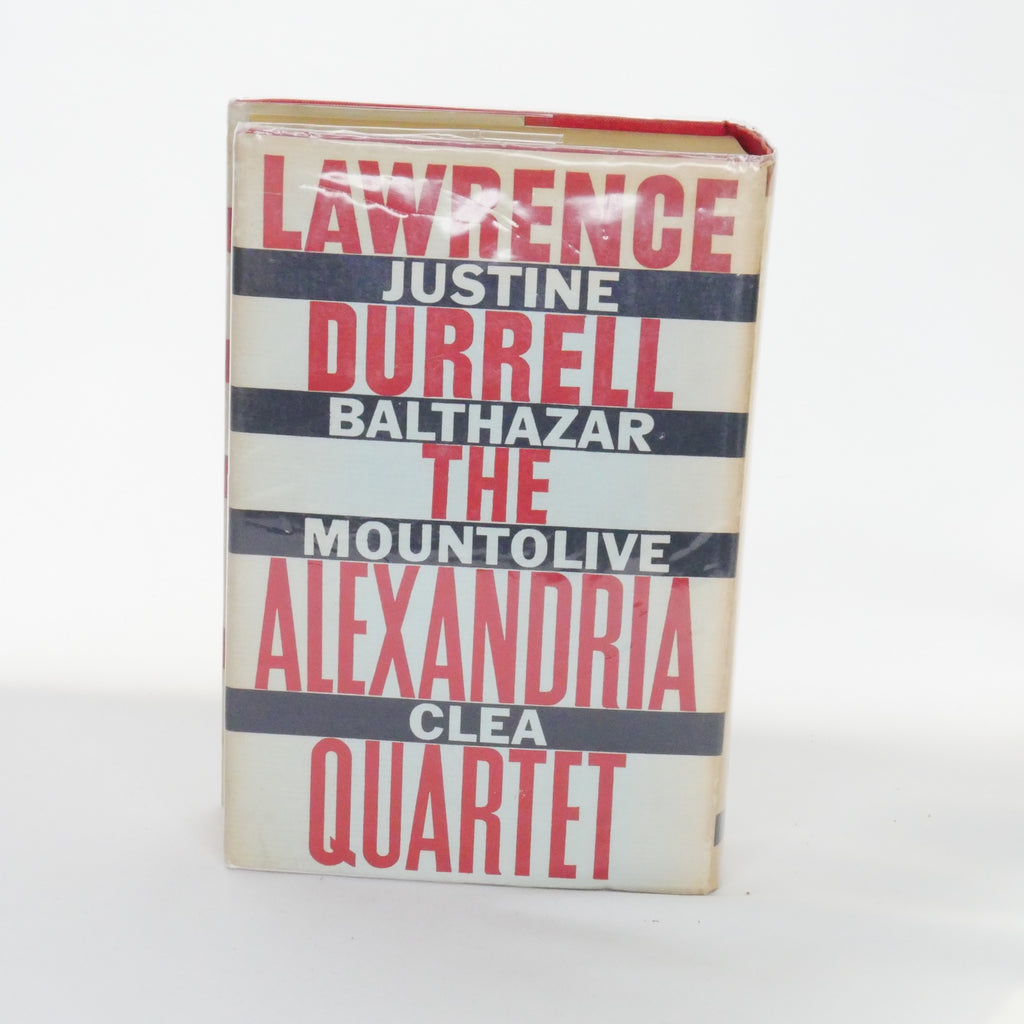 LAWRENCE
JUSTINE
DURRELL
BALTHAZAR
THE
MOUNTOLIVE
ALEXANDRIA
CLEA
QUARTET